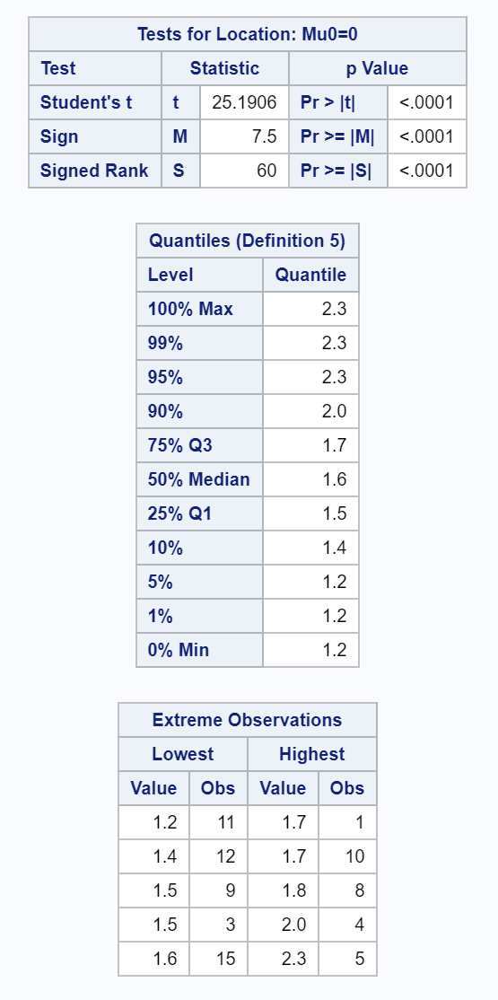 Tests for Location: Mu0=0
Test Statistic p Value
Student's t t 25.1906 Pr > |t| <.0001
Sign M 7.5 Pr >= |M| <.0001
Signed Rank S 60 Pr >= |S| <.0001
Quantiles (Definition 5)
Level Quantile
100% Max 2.3
99% 2.3
95% 2.3
90% 2.0
75% Q3 1.7
50% Median 1.6
25% Q1 1.5
10% 1.4
5% 1.2
1% 1.2
0% Min 1.2
Extreme Observations
Lowest Highest
Value Obs Value Obs
1.2 11 1.7 1
1.4 12 1.7 10
1.5 9 1.8 8
1.5 3 2.0 4
1.6 15 2.3 5